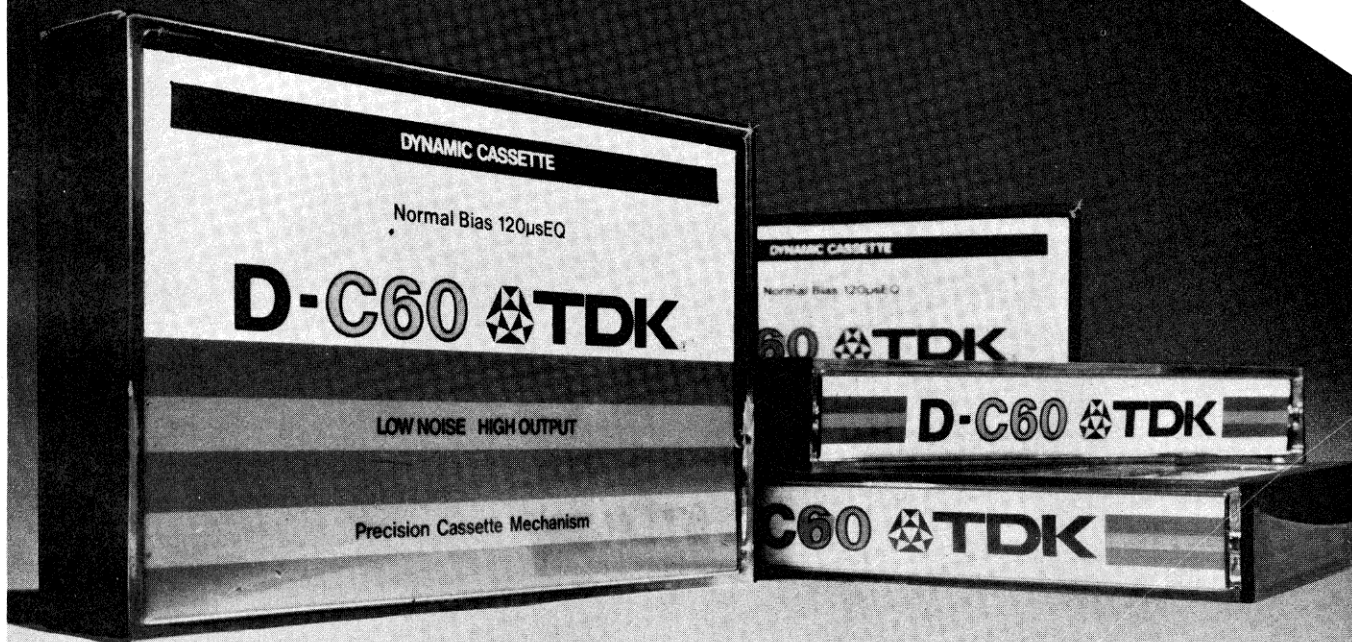 DYNAMIC CASSETTE
Normal Bias 120µsEQ
D-C60 TDK
LOW NOISE HIGH OUTPUT
Precision Cassette Mechanism
DYNAMIC CASSETTE
Normal Bias 120µsEQ
60 TDK
D-C60 TDK
C60 TDK